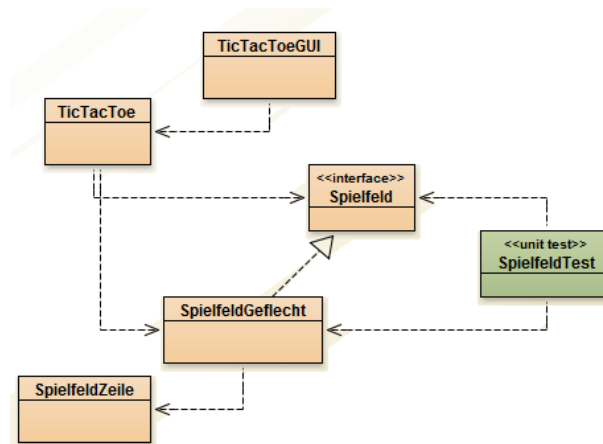 TicTacToeGUI
TicTacToe
<<interface>>
Spielfeld
<<unit test>>
SpielfeldTest
SpielfeldGeflecht
SpielfeldZeile